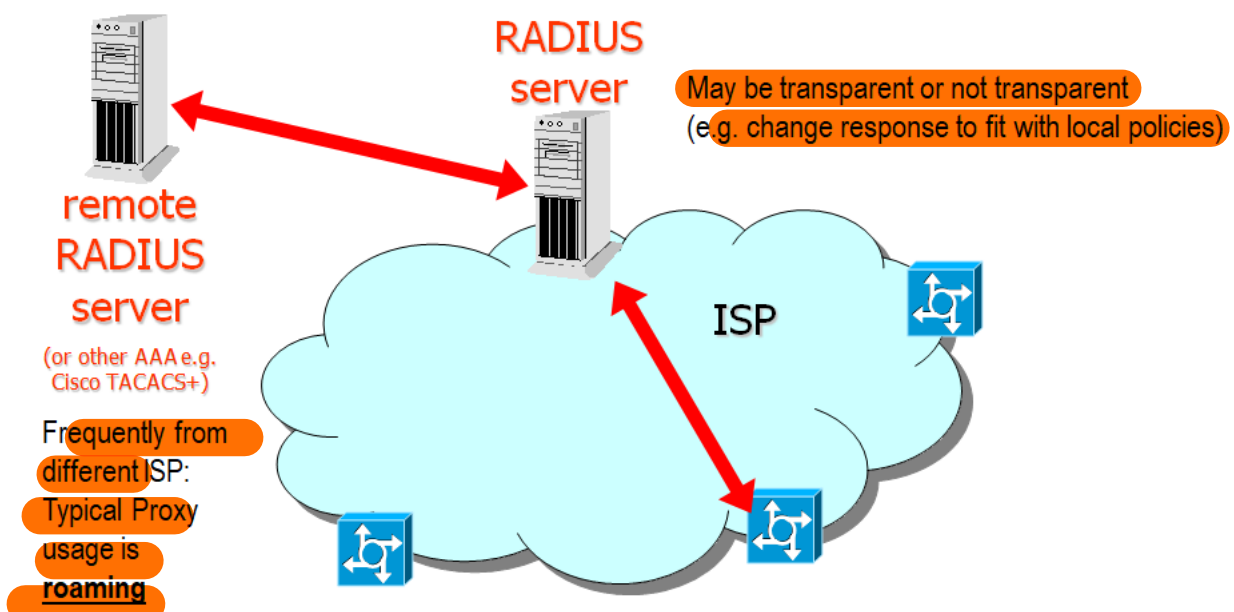 RADIUS
server
May be transparent or not transparent
(e.g. change response to fit with local policies)
remote
RADIUS
server
(or other AAA e.g.
Cisco TACACS+)
Frequently from
different ISP:
Typical Proxy
usage is
roaming
ISP